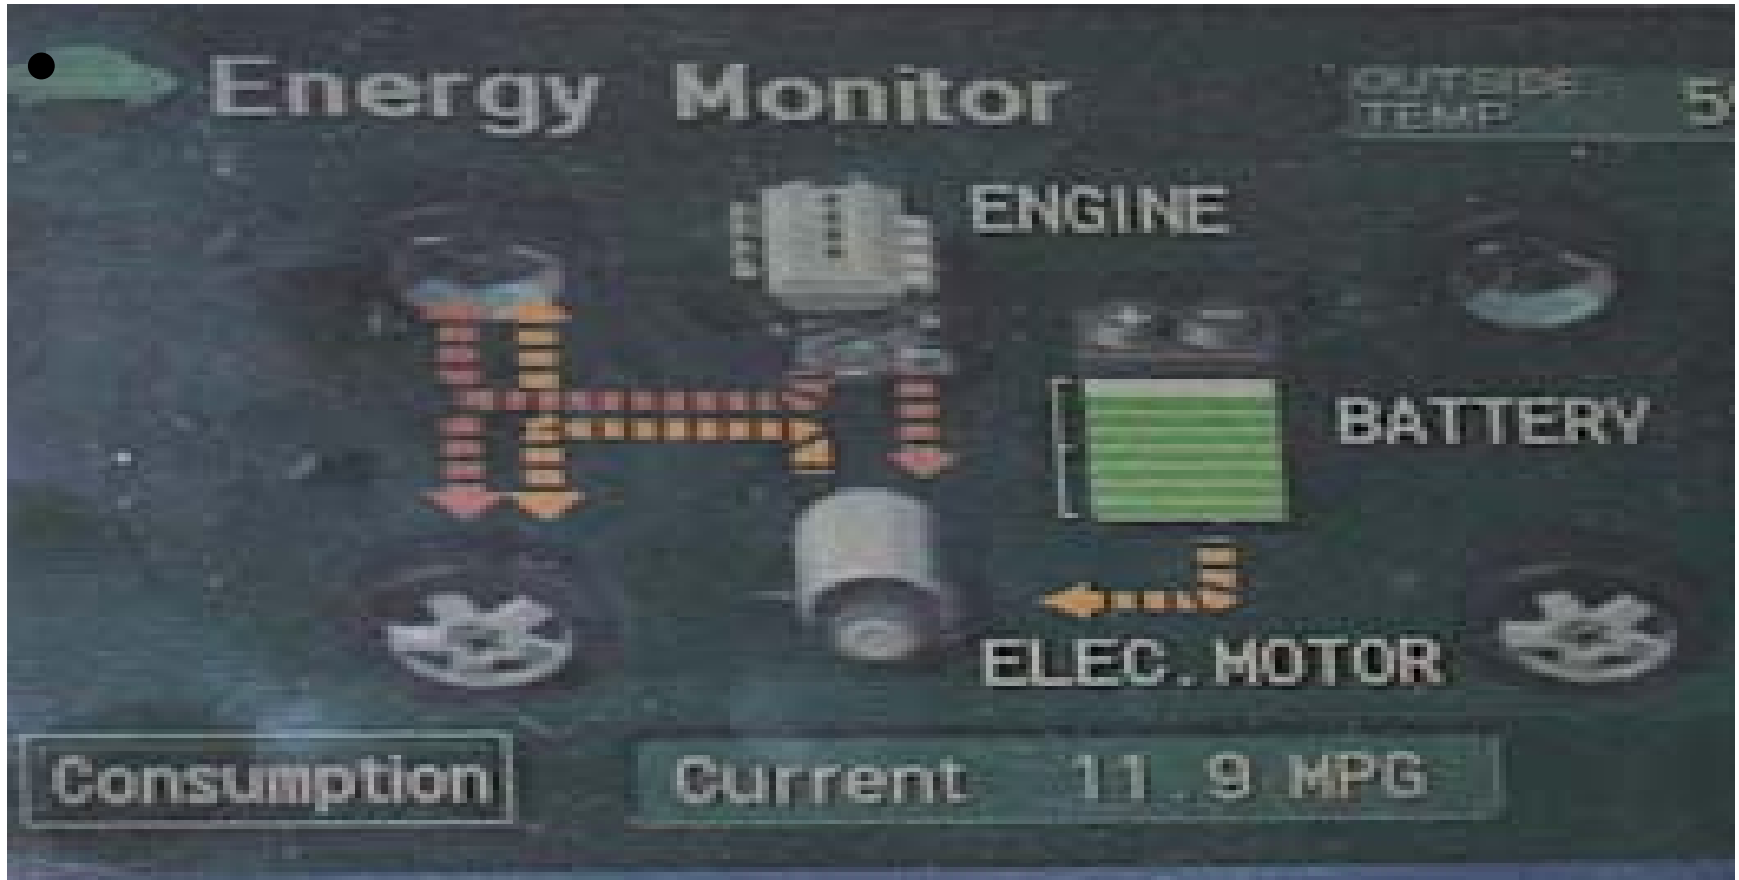 Energy Monitor
OUTSIDE
TEMP
ENGINE
BATTERY
ELEC. MOTOR
Consumption
Current 11.9 MPG